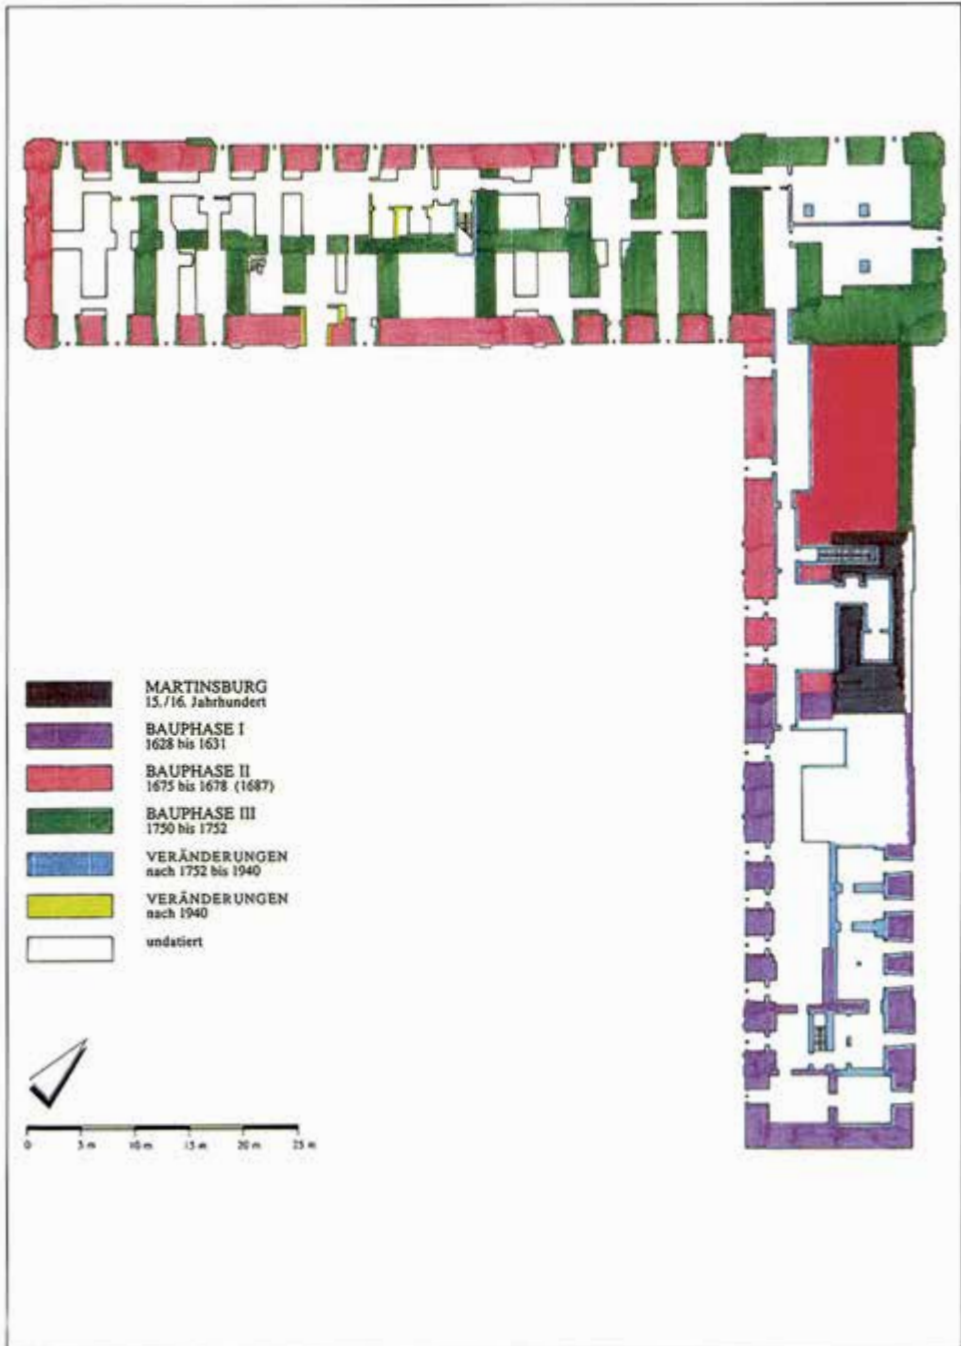 MARTINSBURG
15./16. Jahrhundert
BAUPHASE I
1628 bis 1631
BAUPHASE II
1675 bis 1678 (1687)
BAUPHASE III
1750 bis 1752
VERÄNDERUNGEN
nach 1752 bis 1940
VERÄNDERUNGEN
nach 1940
undatiert
0 5 m 10 m 15 m 20 m 25 m